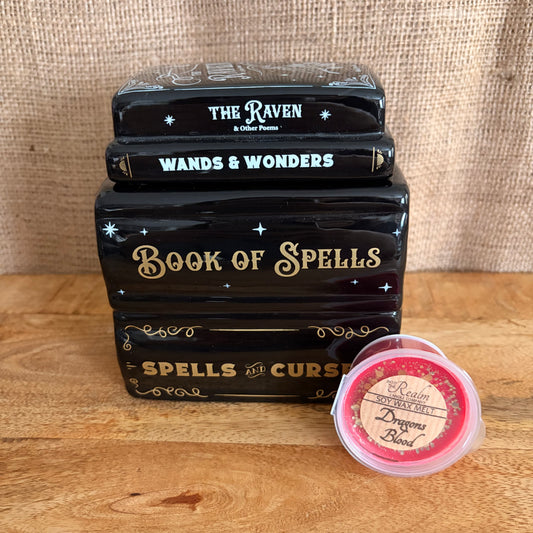 THE RAVEN
& Other Poems
WANDS & WONDERS
BOOK OF SPELLS
SPELLS AND CURSE
Realm
SOY WAX MELT
Dragons
Blood